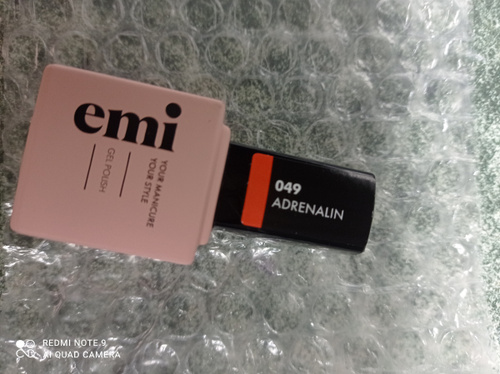 emi
GEL POLISH
YOUR MANICURE
YOUR STYLE
049
ADRENALIN
REDMI NOTE 9
AI QUAD CAMERA